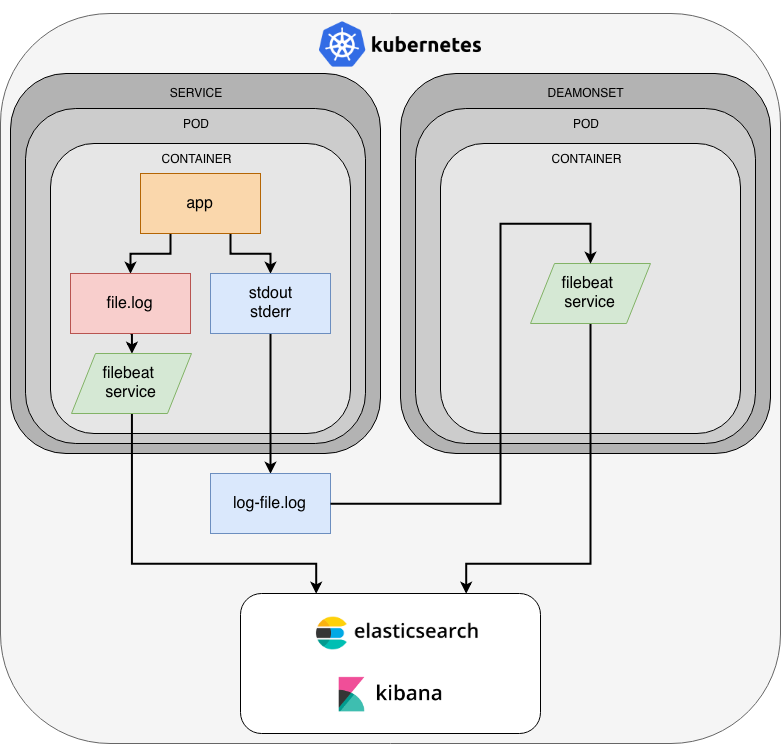 kubernetes
SERVICE
POD
CONTAINER
app
file.log
stdout
stderr
filebeat
service
DEAMONSET
POD
CONTAINER
filebeat
service
log-file.log
elasticsearch
kibana